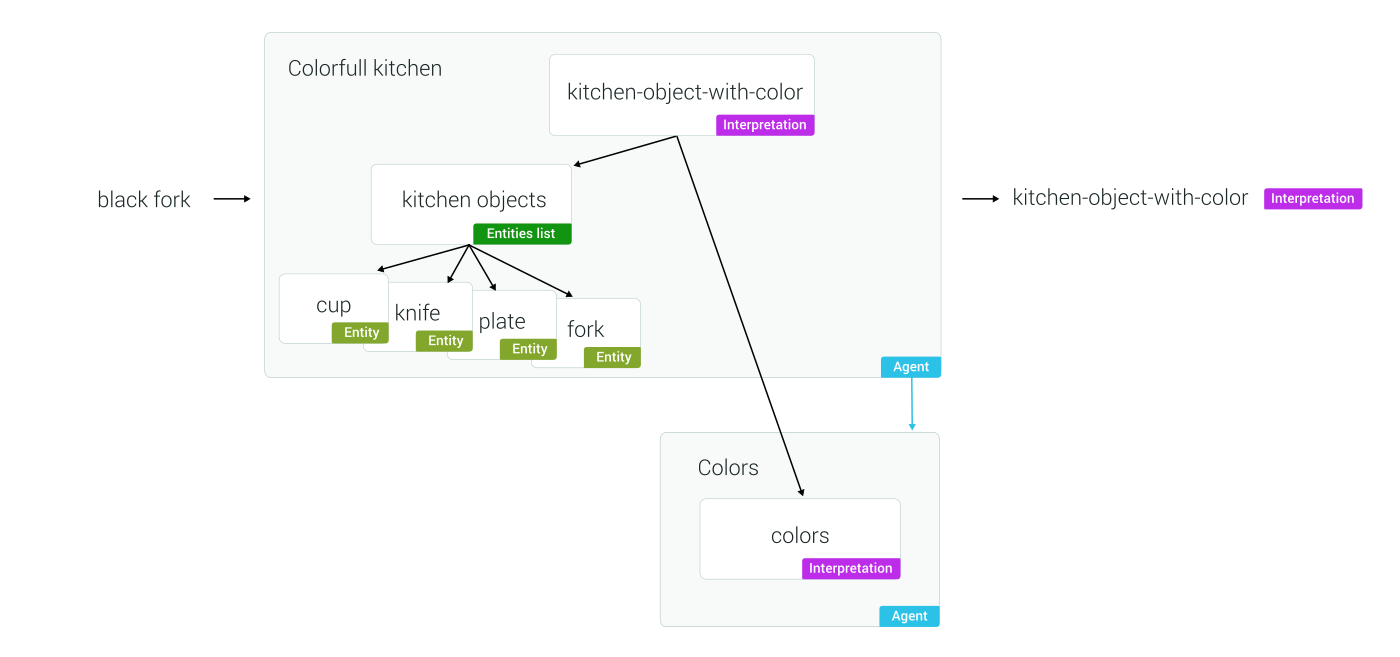 Colorfull kitchen
kitchen-object-with-color
Interpretation
black fork
kitchen objects
Entities list
kitchen-object-with-color
Interpretation
cup
Entity
knife
Entity
plate
Entity
fork
Entity
Agent
Colors
colors
Interpretation
Agent